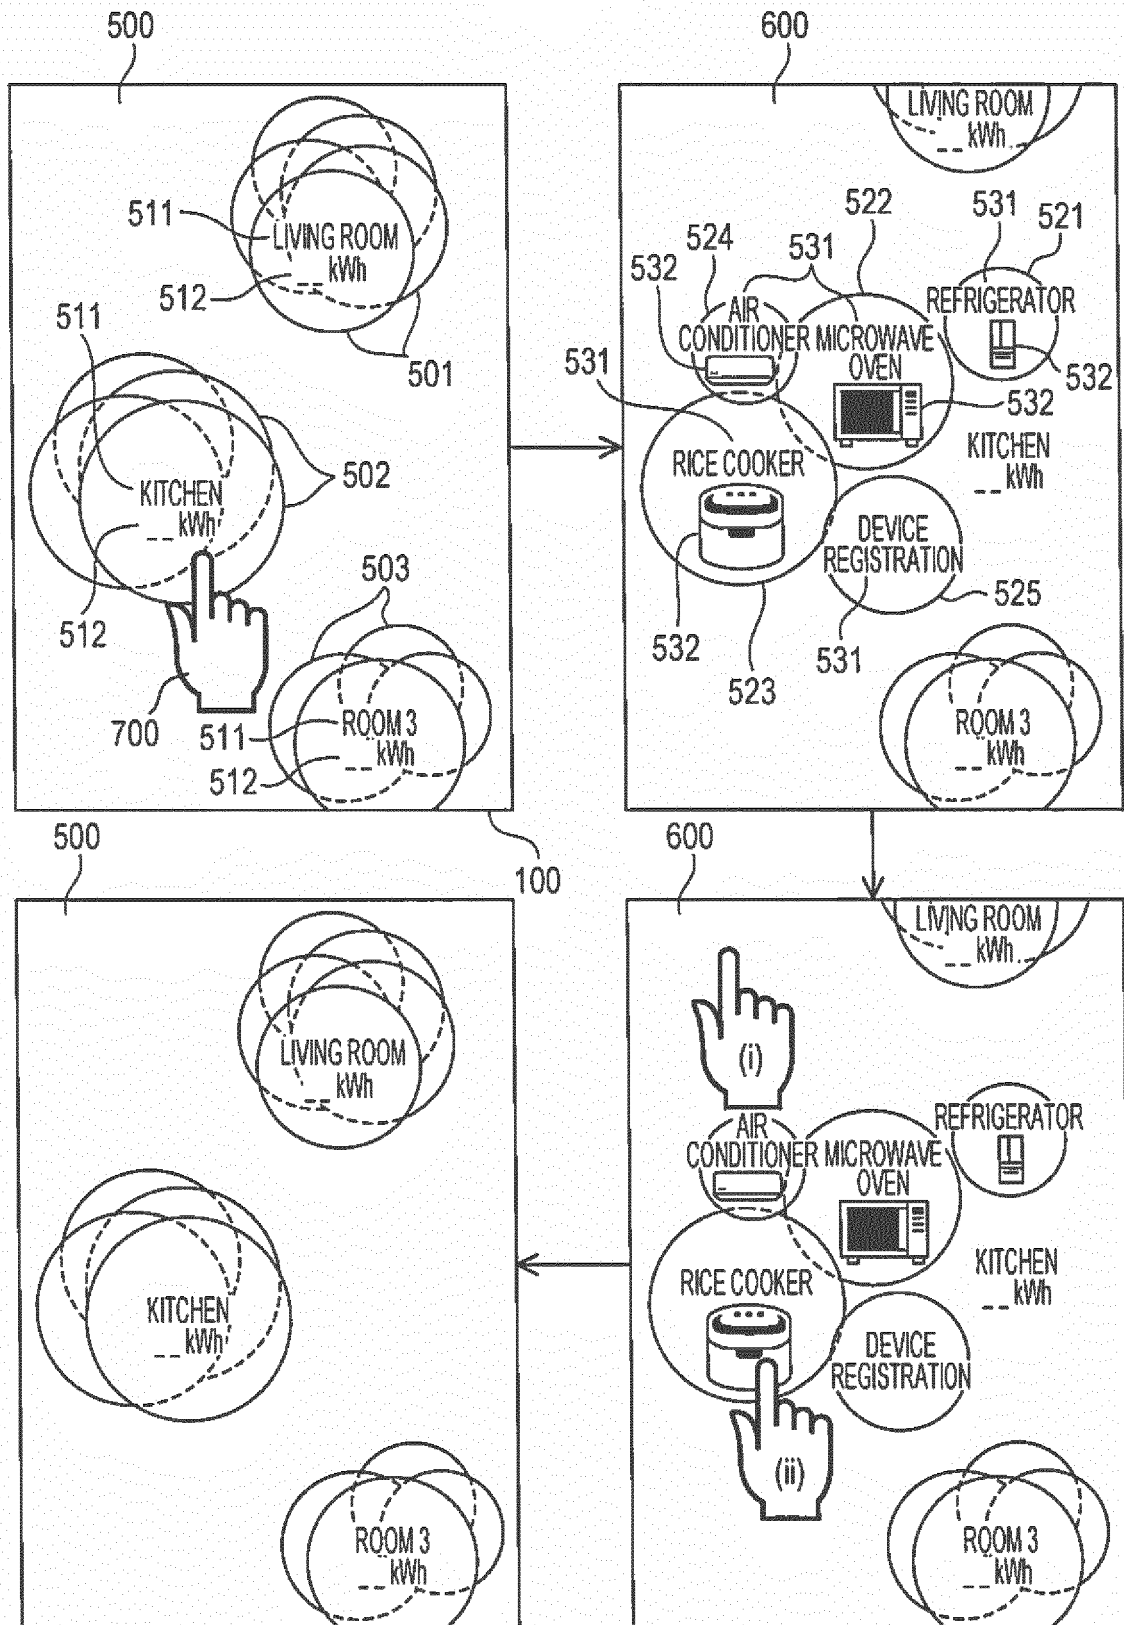 500
LIVING ROOM
__ kWh
511
512
501
511
KITCHEN
__ kWh
502
512
503
700
511
ROOM 3
__ kWh
512
100
600
LIVING ROOM
__ kWh
522
531
521
524
531
532
AIR
CONDITIONER
MICROWAVE
OVEN
REFRIGERATOR
531
532
532
KITCHEN
__ kWh
RICE COOKER
DEVICE
REGISTRATION
525
532
531
523
ROOM 3
__ kWh
500
LIVING ROOM
__ kWh
KITCHEN
__ kWh
ROOM 3
__ kWh
600
LIVING ROOM
__ kWh
(i)
AIR
CONDITIONER
MICROWAVE
OVEN
REFRIGERATOR
KITCHEN
__ kWh
RICE COOKER
DEVICE
REGISTRATION
(ii)
ROOM 3
__ kWh